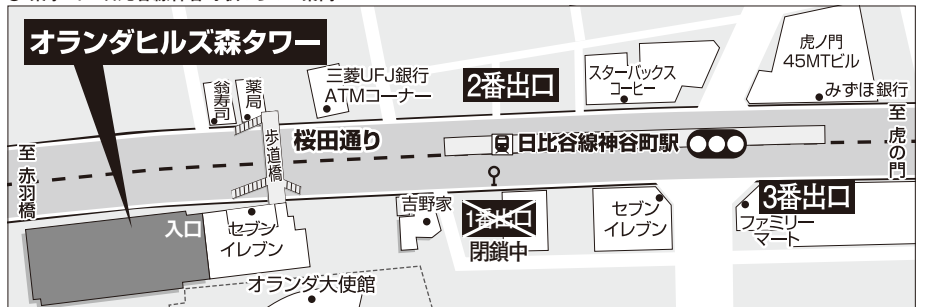 オランダヒルズ森タワー
翁寿司
薬局
三菱UFJ銀行
ATMコーナー
2番出口
スターバックス
コーヒー
虎ノ門
45MTビル
みずほ銀行
至 虎の門
歩道橋
桜田通り
日比谷線神谷町駅
至 赤羽橋
入口
セブン
イレブン
吉野家
1番出口
閉鎖中
セブン
イレブン
3番出口
ファミリー
マート
オランダ大使館